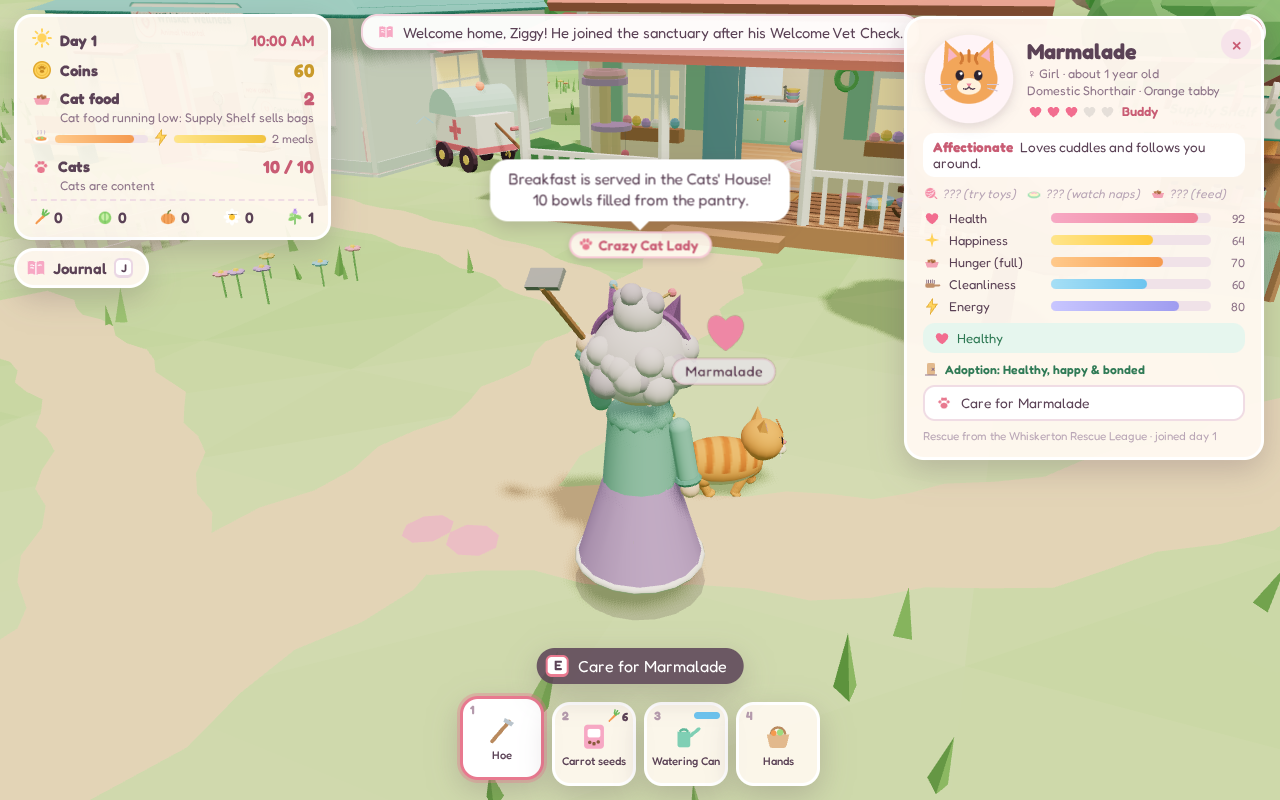 Day 1
10:00 AM
Coins
60
Cat food
2
Cat food running low: Supply Shelf sells bags
2 meals
Cats
10 / 10
Cats are content
0
0
0
0
1
Journal
J
Welcome home, Ziggy! He joined the sanctuary after his Welcome Vet Check.
Breakfast is served in the Cats' House!
10 bowls filled from the pantry.
Crazy Cat Lady
Marmalade
Marmalade
×
♀ Girl · about 1 year old
Domestic Shorthair · Orange tabby
Buddy
Affectionate Loves cuddles and follows you
around.
??? (try toys)
??? (watch naps)
??? (feed)
Health
92
Happiness
64
Hunger (full)
70
Cleanliness
60
Energy
80
Healthy
Adoption: Healthy, happy & bonded
Care for Marmalade
Rescue from the Whiskerton Rescue League · joined day 1
E
Care for Marmalade
1
Hoe
2
6
Carrot seeds
3
Watering Can
4
Hands